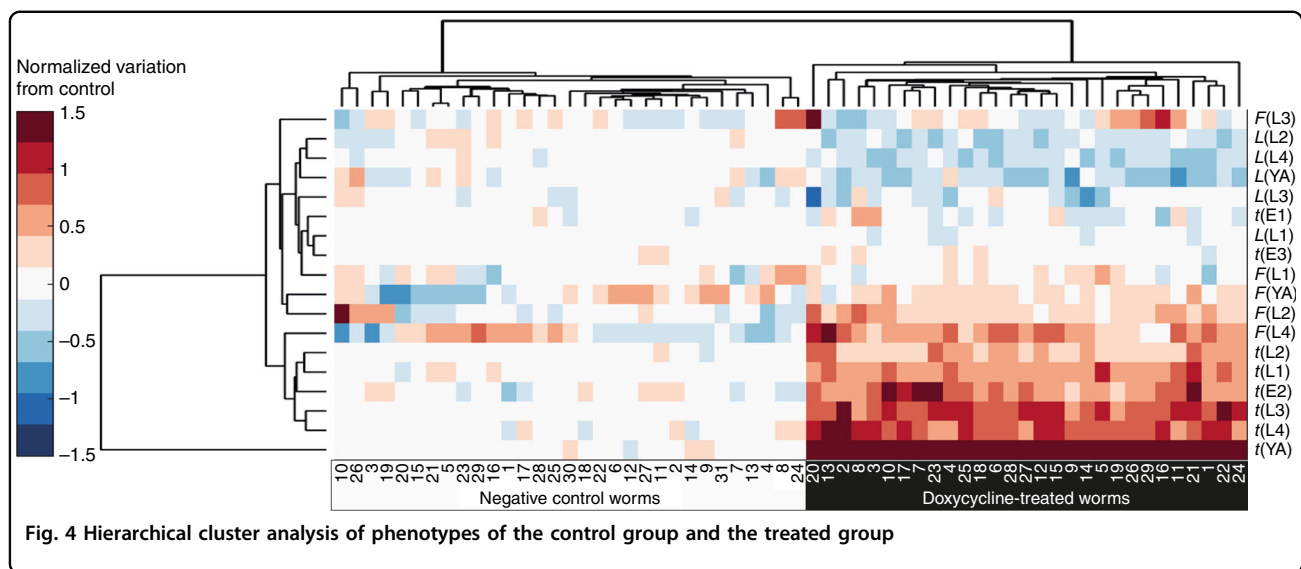 Normalized variation
from control
1.5
1
0.5
0
−0.5
−1
−1.5
F(L3)
L(L2)
L(L4)
L(YA)
L(L3)
t(E1)
L(L1)
t(E3)
F(L1)
F(YA)
F(L2)
F(L4)
t(L2)
t(L1)
t(E2)
t(L3)
t(L4)
t(YA)
10 26 3 19 20 15 21 5 23 29 16 1 17 28 25 30 18 22 6 12 27 11 2 14 9 31 7 13 4 8 24 20 13 2 8 3 10 17 7 23 4 25 18 6 28 27 12 15 9 14 5 19 26 29 16 11 21 1 22 24
Negative control worms
Doxycycline-treated worms
Fig. 4 Hierarchical cluster analysis of phenotypes of the control group and the treated group